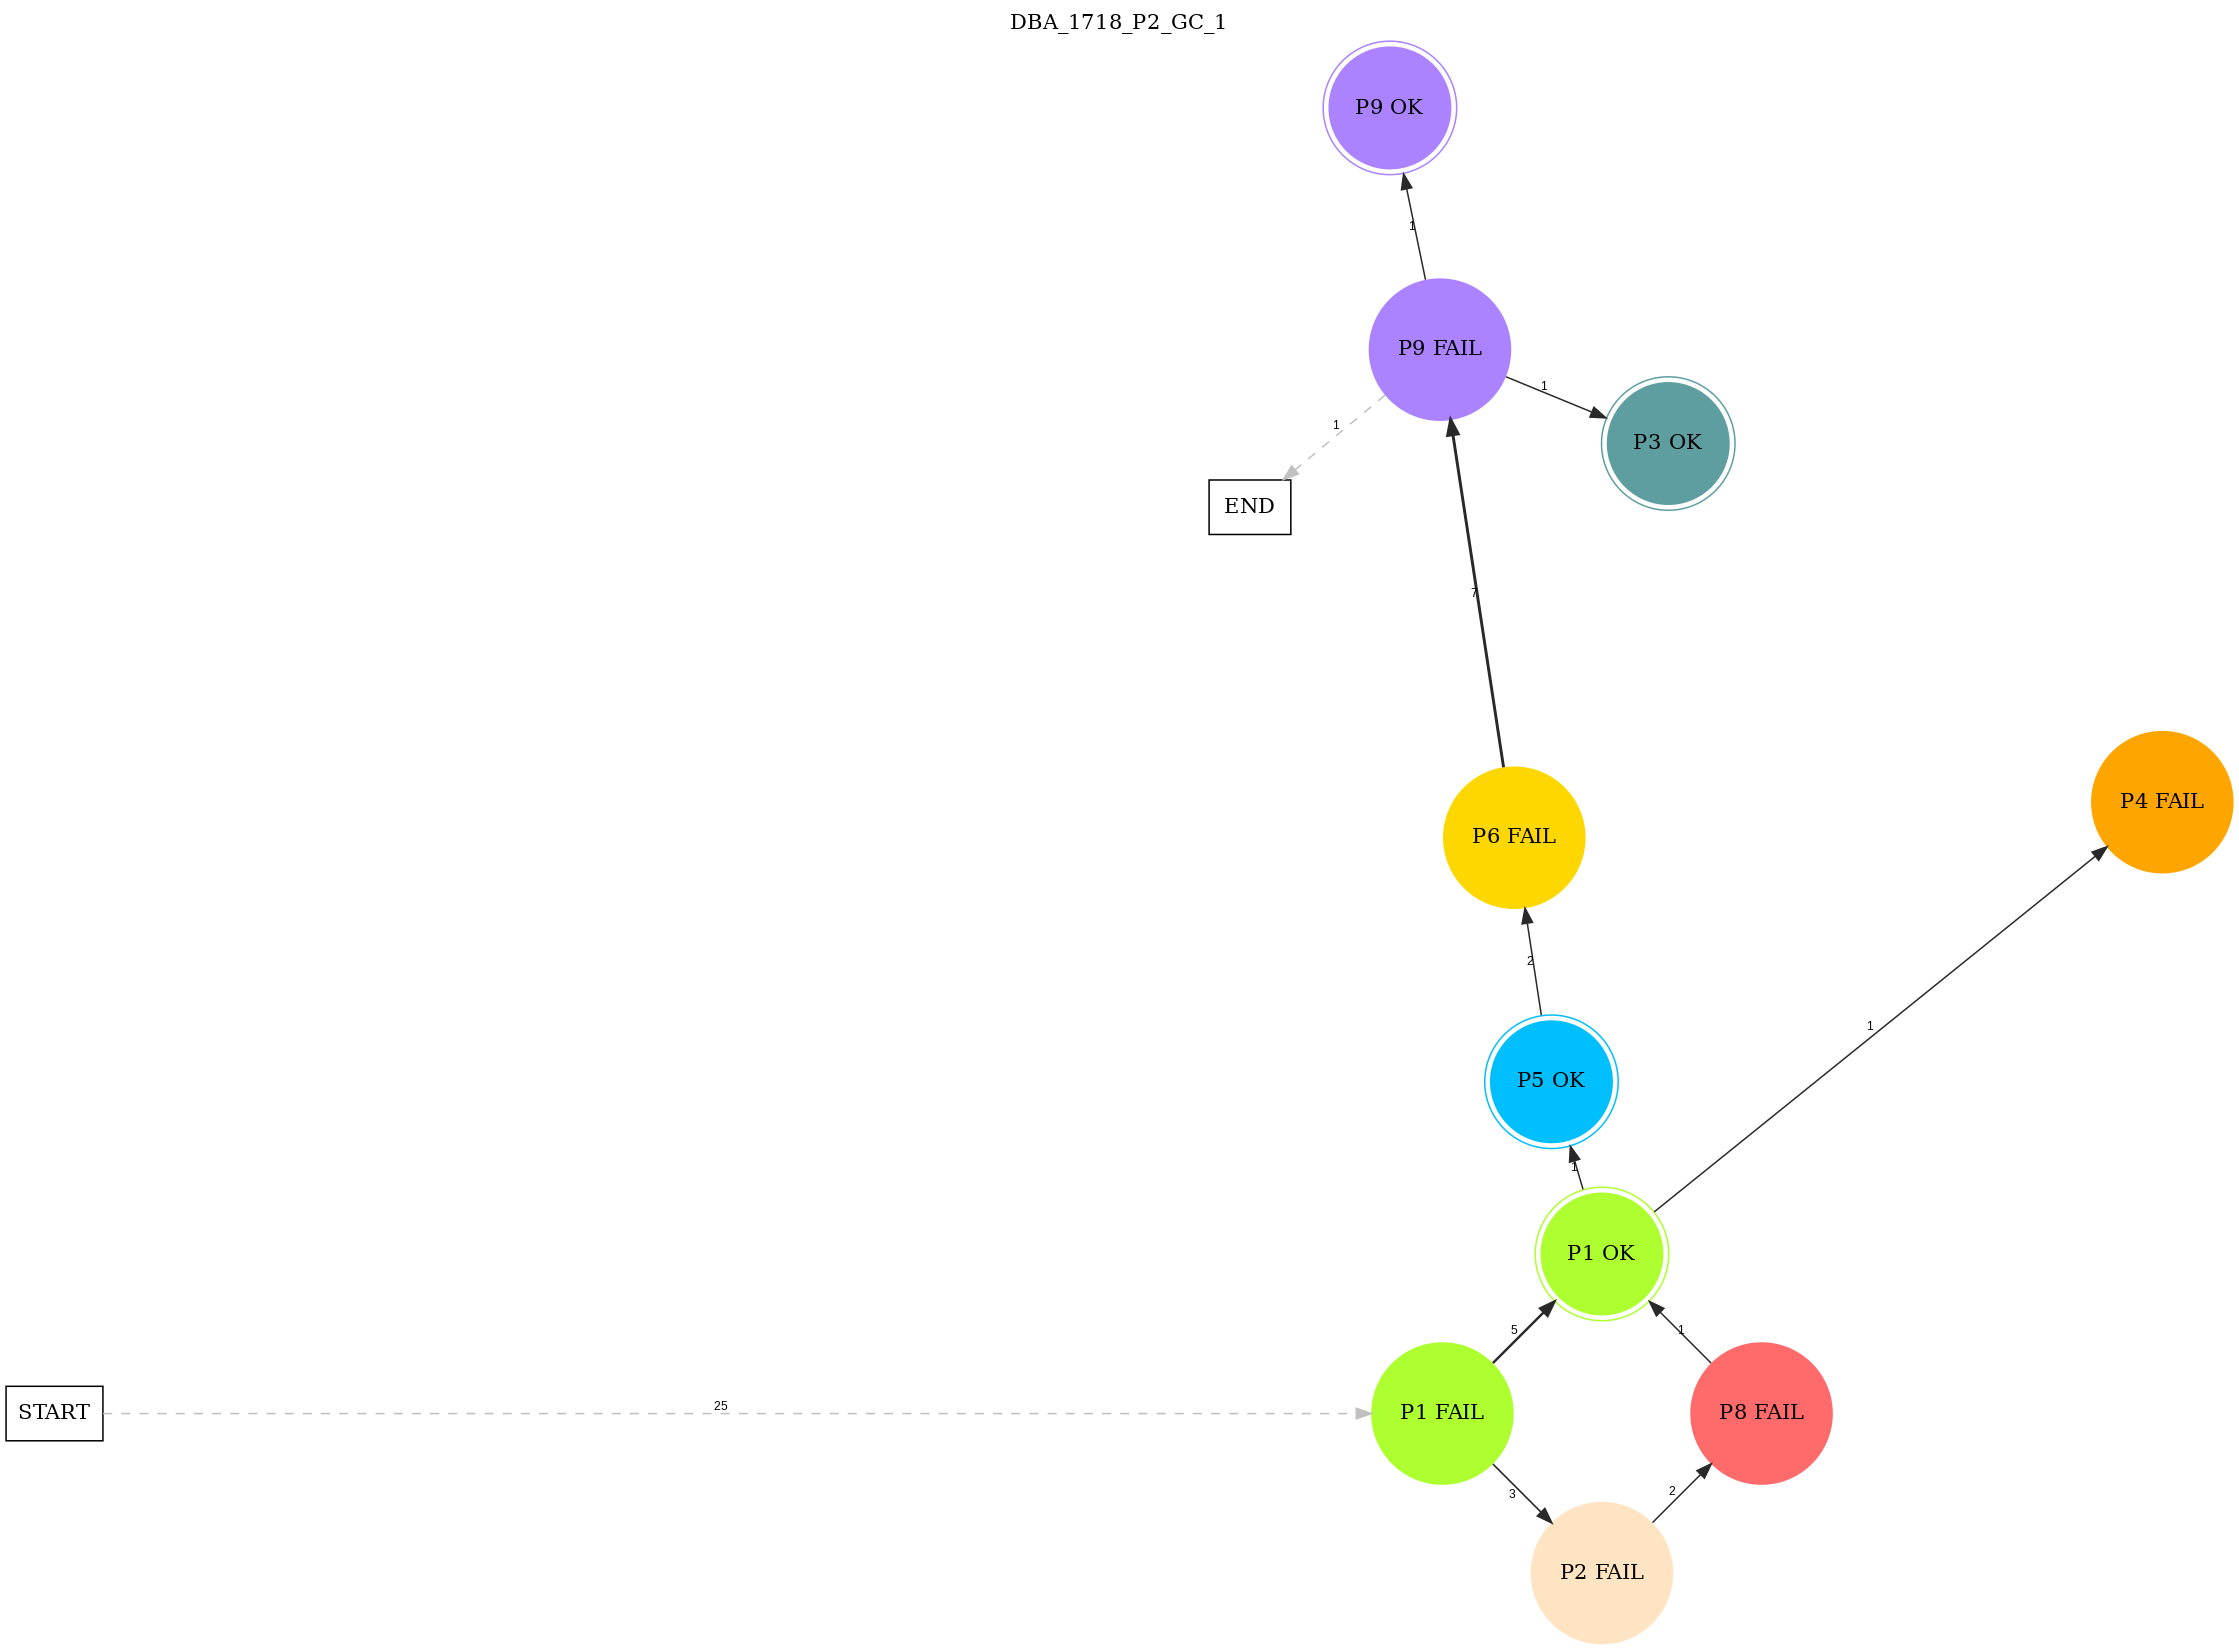 DBA_1718_P2_GC_1
P9 OK
1
P9 FAIL
1
1
P3 OK
END
7
P4 FAIL
P6 FAIL
2
1
P5 OK
1
P1 OK
5
1
START
25
P1 FAIL
P8 FAIL
3
2
P2 FAIL